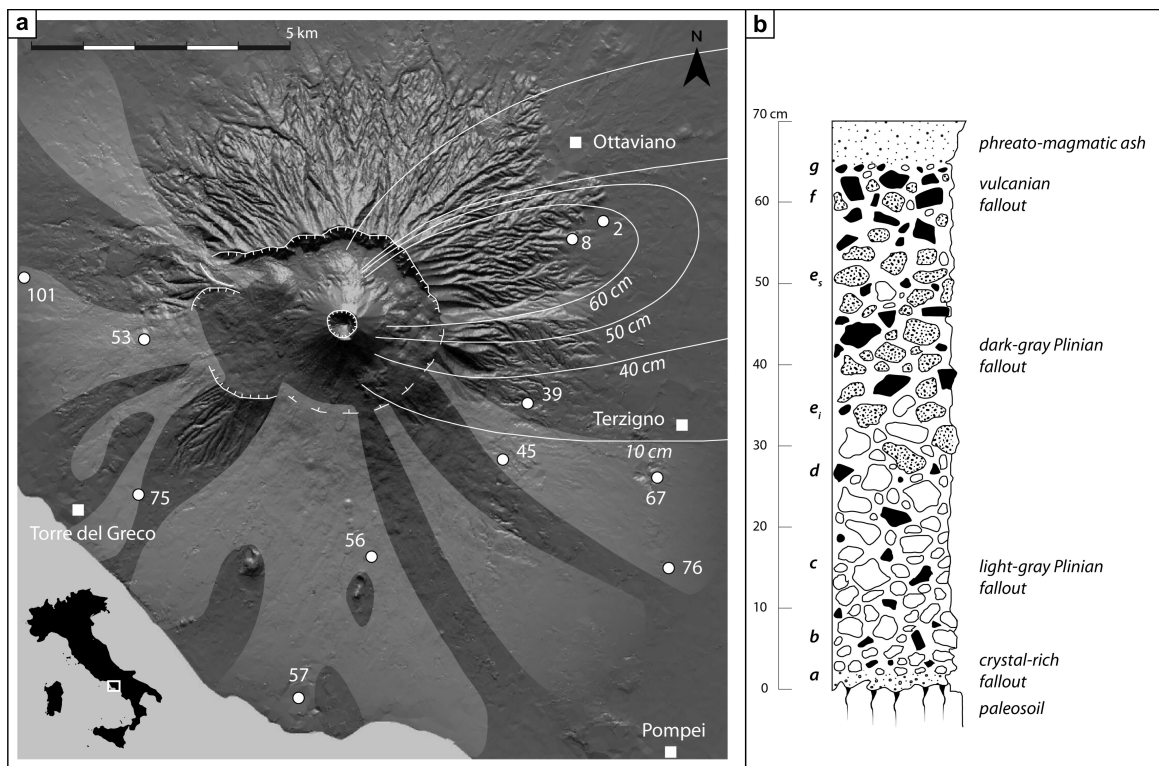 a
5 km
N
Ottaviano
2
8
101
60 cm
53
50 cm
40 cm
39
Terzigno
10 cm
45
67
75
Torre del Greco
56
76
57
Pompei
b
70 cm
phreato-magmatic ash
g
vulcanian
fallout
f
60
e s
50
dark-gray Plinian
fallout
40
e i
30
d
20
c
light-gray Plinian
fallout
10
b
crystal-rich
fallout
a
0
paleosoil